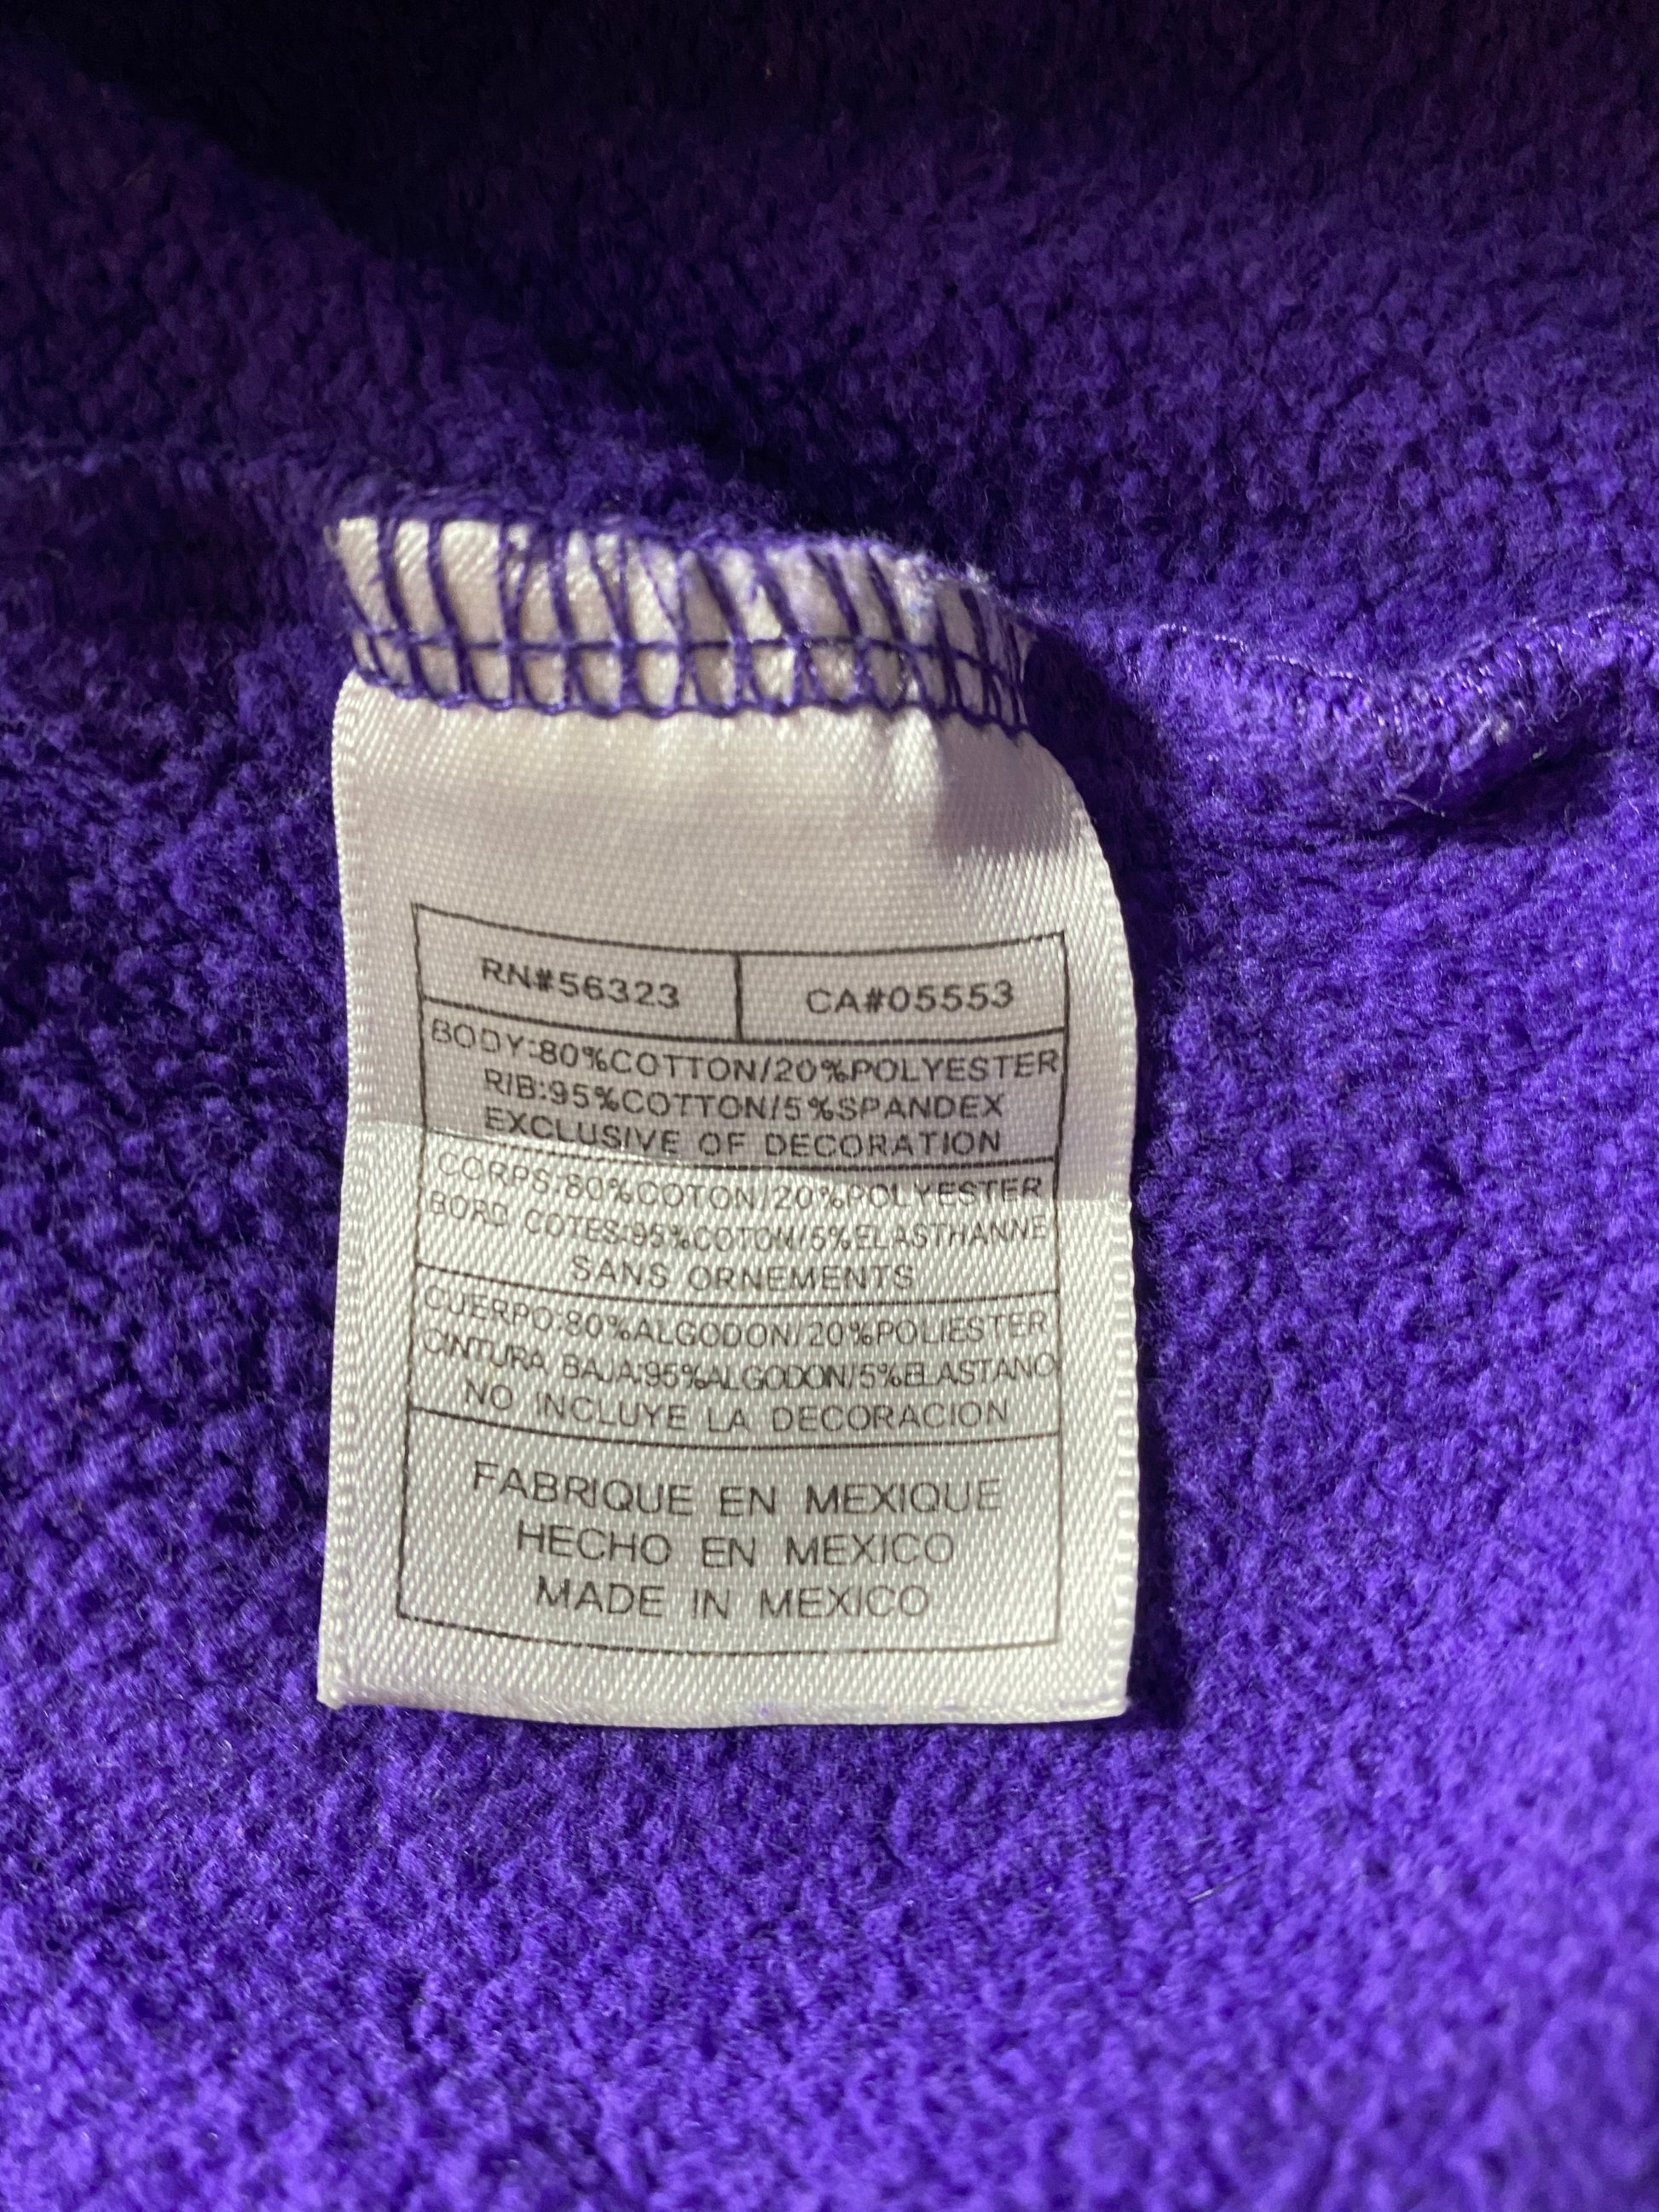 RN#56323 CA#05553
BODY:80%COTTON/20%POLYESTER
RIB:95%COTTON/5%SPANDEX
EXCLUSIVE OF DECORATION
CORPS:80%COTON/20%POLYESTER
BORD COTES:95%COTON/5%ELASTHANNE
SANS ORNEMENTS
CUERPO:80%ALGODON/20%POLIESTER
CINTURA BAJA:95%ALGODON/5%ELASTANO
NO INCLUYE LA DECORACION
FABRIQUE EN MEXIQUE
HECHO EN MEXICO
MADE IN MEXICO